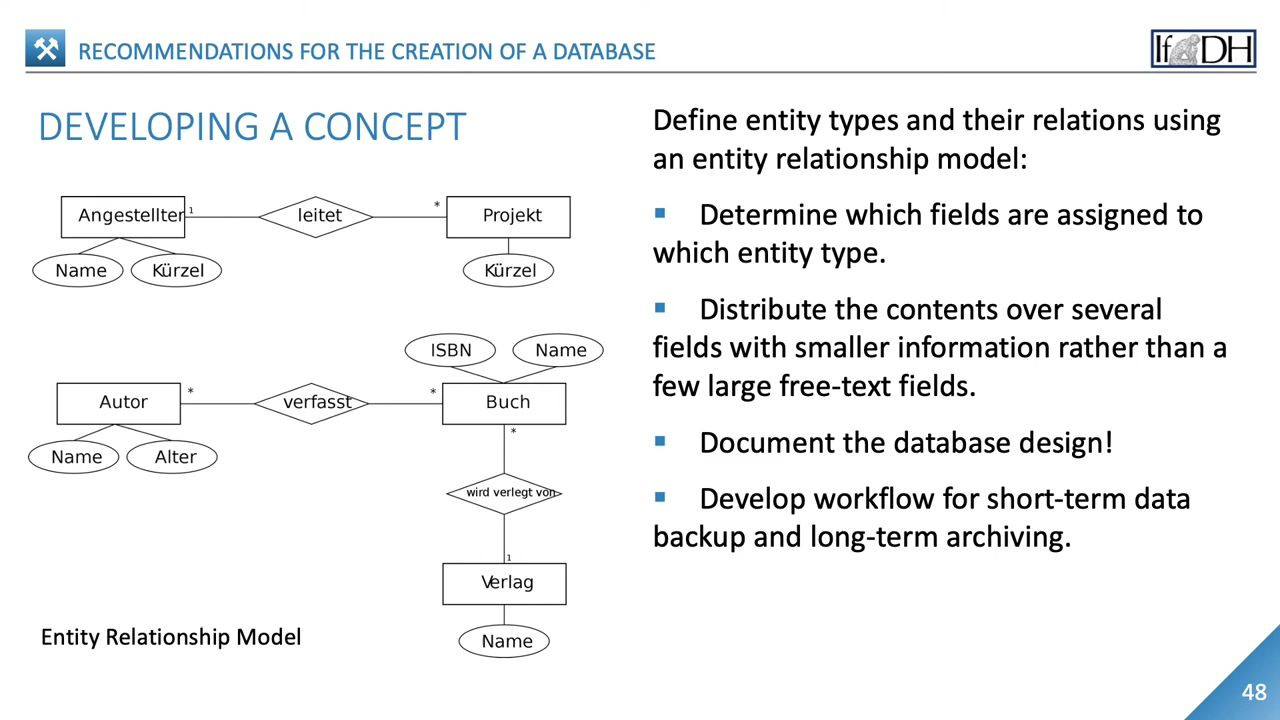 RECOMMENDATIONS FOR THE CREATION OF A DATABASE
IfDH
DEVELOPING A CONCEPT
Angestellter
1
leitet
*
Projekt
Name
Kürzel
Kürzel
ISBN
Name
Autor
*
verfasst
*
Buch
Name
Alter
*
wird verlegt von
1
Verlag
Name
Entity Relationship Model
Define entity types and their relations using
an entity relationship model:
▪ Determine which fields are assigned to
which entity type.
▪ Distribute the contents over several
fields with smaller information rather than a
few large free-text fields.
▪ Document the database design!
▪ Develop workflow for short-term data
backup and long-term archiving.
48